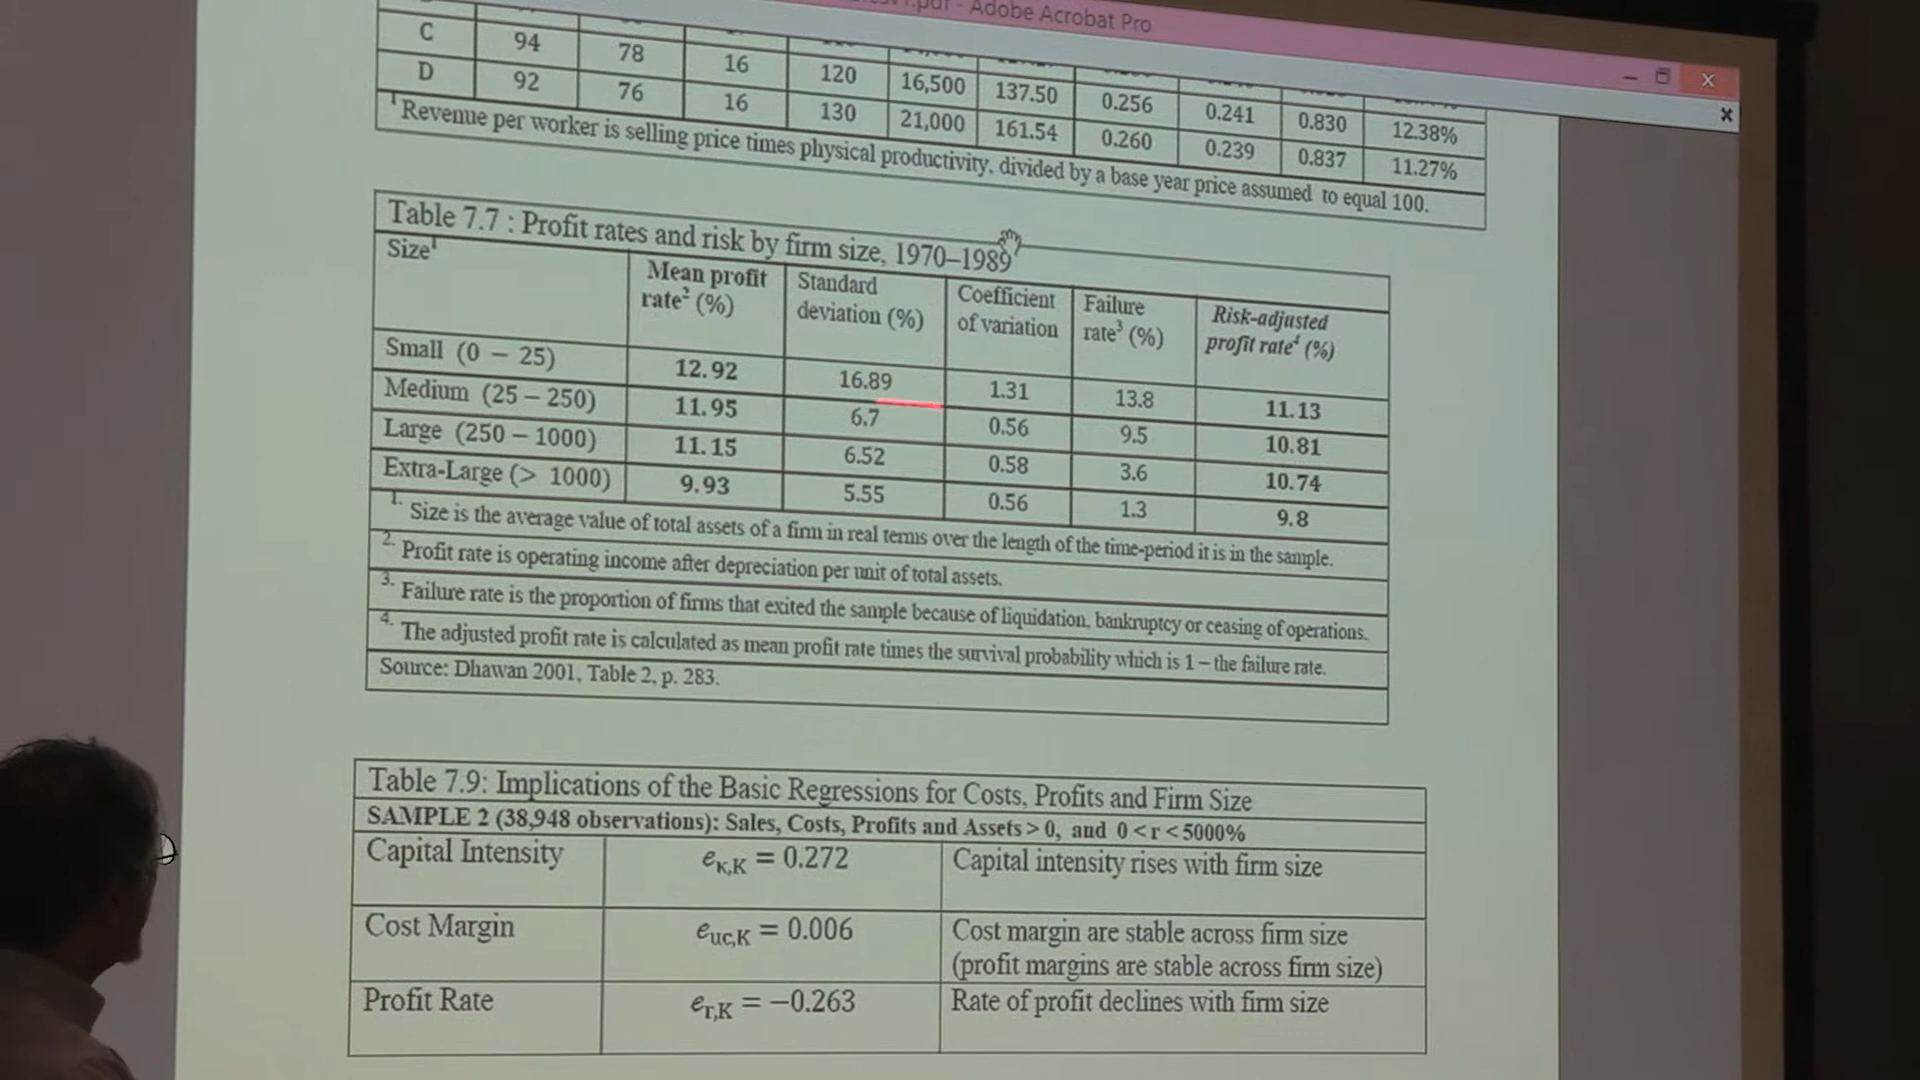 .pdf - Adobe Acrobat Pro
C 94 78 16 120 16,500 137.50 0.256 0.241 0.830 12.38%
D 92 76 16 130 21,000 161.54 0.260 0.239 0.837 11.27%
1 Revenue per worker is selling price times physical productivity, divided by a base year price assumed to equal 100.
Table 7.7 : Profit rates and risk by firm size, 1970–1989
Size1 Mean profit rate2 (%) Standard deviation (%) Coefficient of variation Failure rate3 (%) Risk-adjusted profit rate4 (%)
Small (0 – 25) 12.92 16.89 1.31 13.8 11.13
Medium (25 – 250) 11.95 6.7 0.56 9.5 10.81
Large (250 – 1000) 11.15 6.52 0.58 3.6 10.74
Extra-Large (> 1000) 9.93 5.55 0.56 1.3 9.8
1. Size is the average value of total assets of a firm in real terms over the length of the time-period it is in the sample.
2. Profit rate is operating income after depreciation per unit of total assets.
3. Failure rate is the proportion of firms that exited the sample because of liquidation, bankruptcy or ceasing of operations.
4. The adjusted profit rate is calculated as mean profit rate times the survival probability which is 1 – the failure rate.
Source: Dhawan 2001, Table 2, p. 283.
Table 7.9: Implications of the Basic Regressions for Costs, Profits and Firm Size
SAMPLE 2 (38,948 observations): Sales, Costs, Profits and Assets > 0, and 0 < r < 5000%
Capital Intensity eκ,K = 0.272 Capital intensity rises with firm size
Cost Margin euc,K = 0.006 Cost margin are stable across firm size
(profit margins are stable across firm size)
Profit Rate er,K = −0.263 Rate of profit declines with firm size